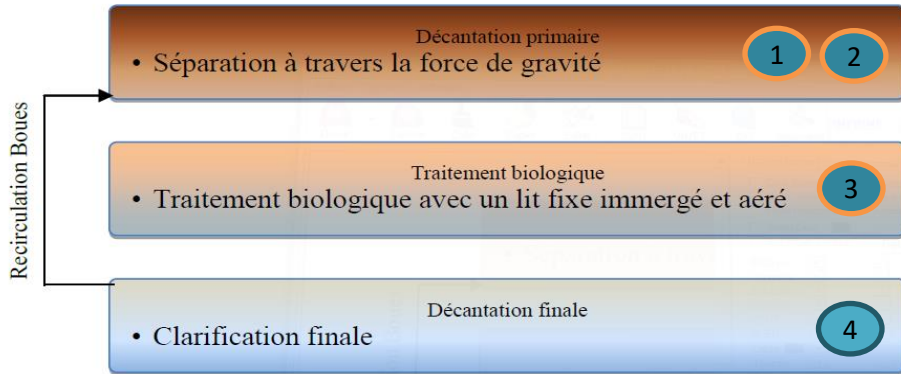 Décantation primaire
• Séparation à travers la force de gravité
1 2
Recirculation Boues
Traitement biologique
• Traitement biologique avec un lit fixe immergé et aéré
3
Décantation finale
• Clarification finale
4